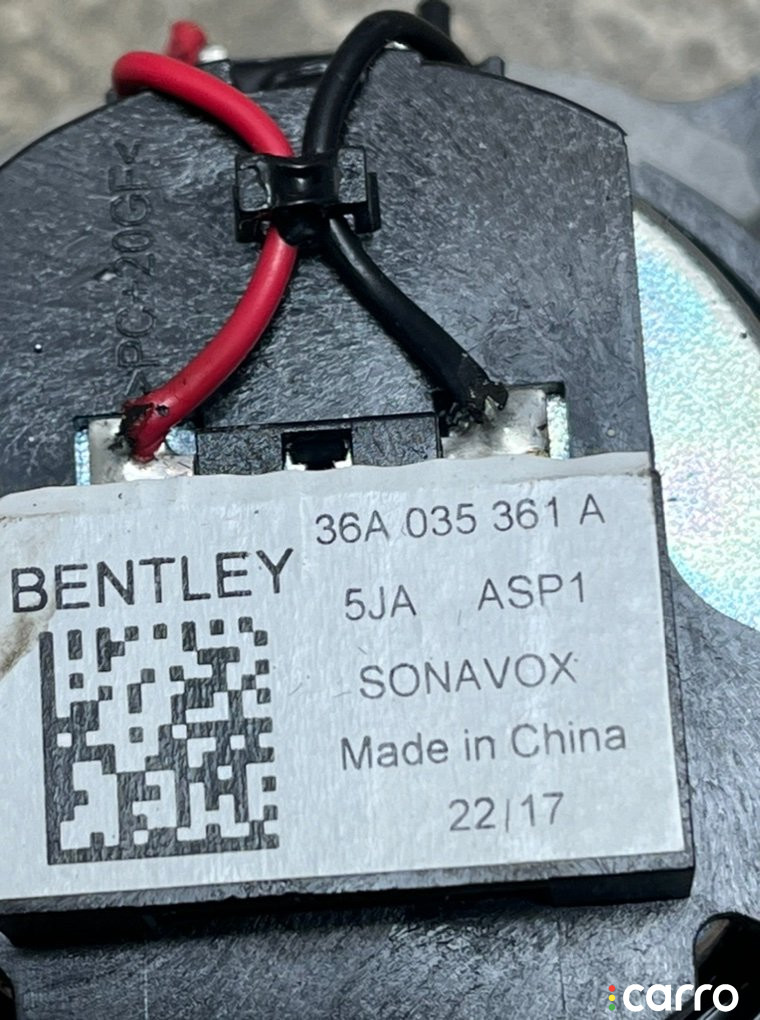 >PC+20GF<
BENTLEY
36A 035 361 A
5JA ASP1
SONAVOX
Made in China
22/17
carro